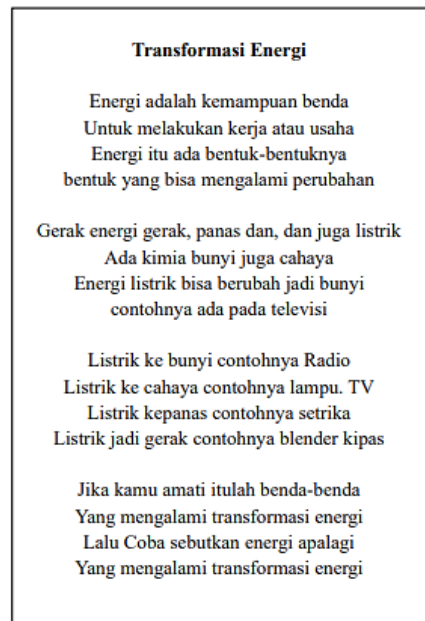 Transformasi Energi
Energi adalah kemampuan benda
Untuk melakukan kerja atau usaha
Energi itu ada bentuk-bentuknya
bentuk yang bisa mengalami perubahan
Gerak energi gerak, panas dan, dan juga listrik
Ada kimia bunyi juga cahaya
Energi listrik bisa berubah jadi bunyi
contohnya ada pada televisi
Listrik ke bunyi contohnya Radio
Listrik ke cahaya contohnya lampu. TV
Listrik kepanas contohnya setrika
Listrik jadi gerak contohnya blender kipas
Jika kamu amati itulah benda-benda
Yang mengalami transformasi energi
Lalu Coba sebutkan energi apalagi
Yang mengalami transformasi energi